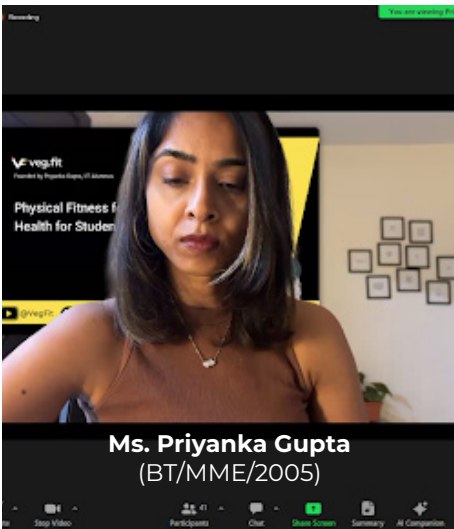 Recording
You are viewing Pri
veg.fit
Founded by Priyanka Gupta, IIT Alumnus
Physical Fitness f
Health for Studen
@VegFit
Ms. Priyanka Gupta
(BT/MME/2005)
41
Stop Video
Participants
Chat
Share Screen
Summary
AI Companion